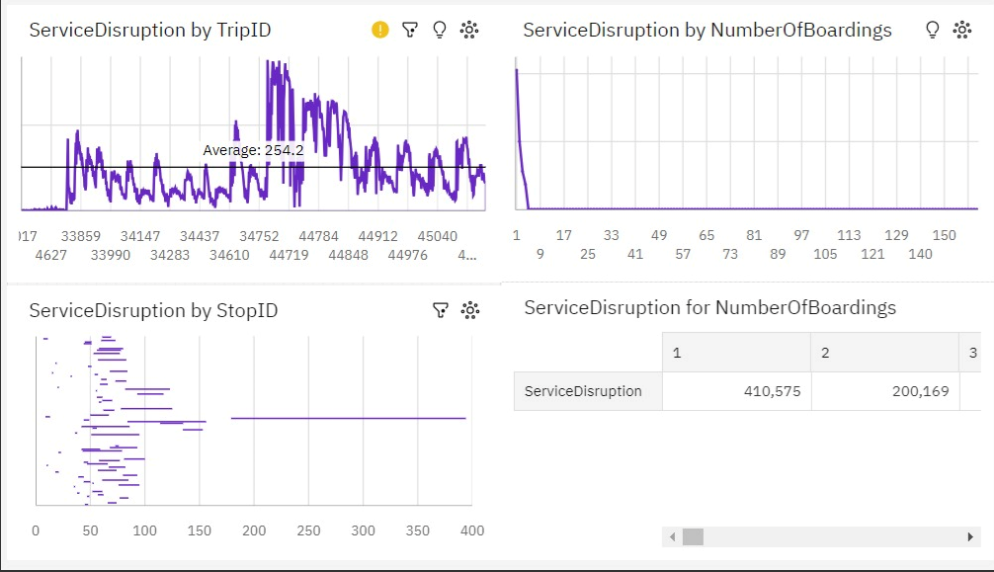 ServiceDisruption by TripID
Average: 254.2
)17 33859 34147 34437 34752 44784 44912 45040
4627 33990 34283 34610 44719 44848 44976 4...
ServiceDisruption by NumberOfBoardings
1 17 33 49 65 81 97 113 129 150
9 25 41 57 73 89 105 121 140
ServiceDisruption by StopID
0 50 100 150 200 250 300 350 400
ServiceDisruption for NumberOfBoardings
1 2 3
ServiceDisruption 410,575 200,169